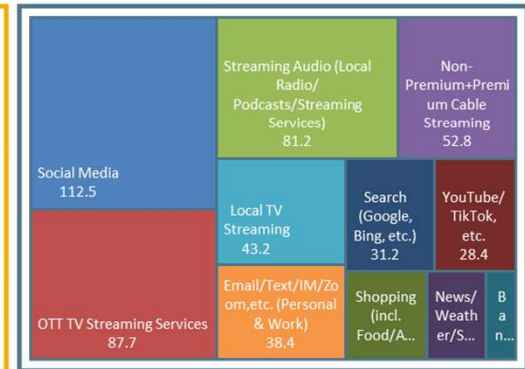 Social Media
112.5
OTT TV Streaming Services
87.7
Streaming Audio (Local
Radio/
Podcasts/Streaming
Services)
81.2
Non-
Premium+Premi
um Cable
Streaming
52.8
Local TV
Streaming
43.2
Search
(Google,
Bing, etc.)
31.2
YouTube/
TikTok,
etc.
28.4
Email/Text/IM/Zo
om,etc. (Personal
& Work)
38.4
Shopping
(incl.
Food/A...
News/
Weath
er/S...
B
a
n...